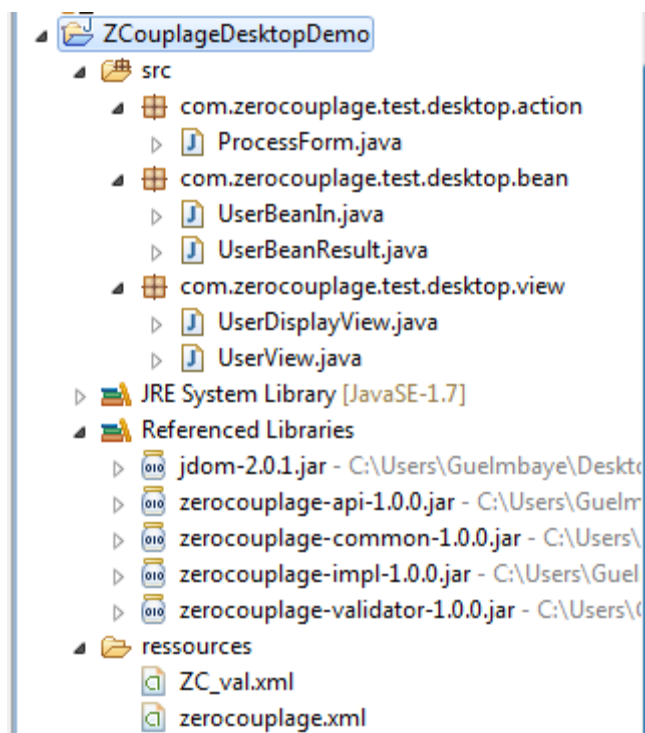 ZCouplageDesktopDemo
src
com.zerocouplage.test.desktop.action
ProcessForm.java
com.zerocouplage.test.desktop.bean
UserBeanIn.java
UserBeanResult.java
com.zerocouplage.test.desktop.view
UserDisplayView.java
UserView.java
JRE System Library [JavaSE-1.7]
Referenced Libraries
jdom-2.0.1.jar - C:\Users\Guelmbaye\Deskto
zerocouplage-api-1.0.0.jar - C:\Users\Guelm
zerocouplage-common-1.0.0.jar - C:\Users\
zerocouplage-impl-1.0.0.jar - C:\Users\Guel
zerocouplage-validator-1.0.0.jar - C:\Users\
ressources
ZC_val.xml
zerocouplage.xml